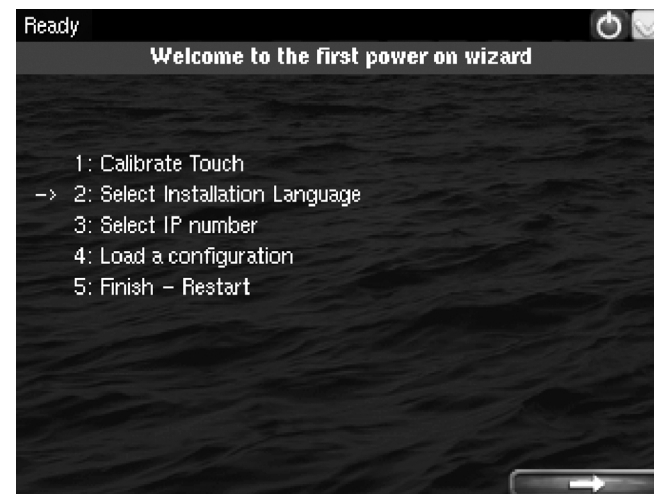 Ready
Welcome to the first power on wizard
1: Calibrate Touch
-> 2: Select Installation Language
3: Select IP number
4: Load a configuration
5: Finish - Restart